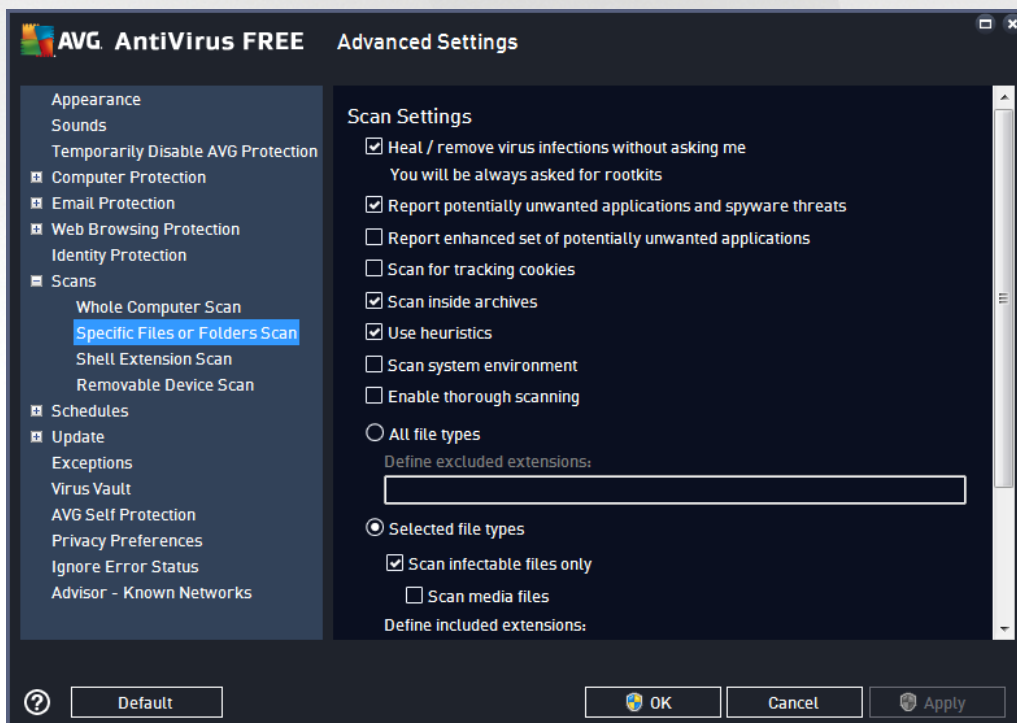 AVG. AntiVirus FREE Advanced Settings
Appearance
Sounds
Temporarily Disable AVG Protection
Computer Protection
Email Protection
Web Browsing Protection
Identity Protection
Scans
Whole Computer Scan
Specific Files or Folders Scan
Shell Extension Scan
Removable Device Scan
Schedules
Update
Exceptions
Virus Vault
AVG Self Protection
Privacy Preferences
Ignore Error Status
Advisor - Known Networks
Scan Settings
Heal / remove virus infections without asking me
You will be always asked for rootkits
Report potentially unwanted applications and spyware threats
Report enhanced set of potentially unwanted applications
Scan for tracking cookies
Scan inside archives
Use heuristics
Scan system environment
Enable thorough scanning
All file types
Define excluded extensions:
Selected file types
Scan infectable files only
Scan media files
Define included extensions:
? Default OK Cancel Apply